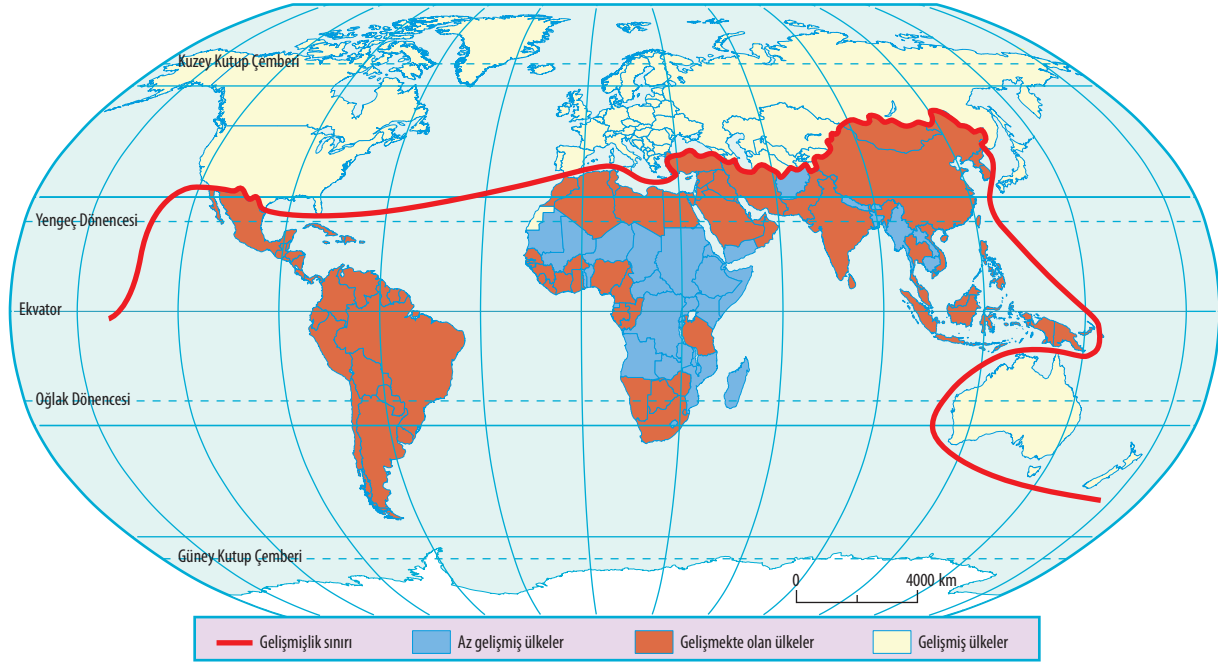 Kuzey Kutup Çemberi
Yengeç Dönencesi
Ekvator
Oğlak Dönencesi
Güney Kutup Çemberi
0 4000 km
Gelişmişlik sınırı Az gelişmiş ülkeler Gelişmekte olan ülkeler Gelişmiş ülkeler